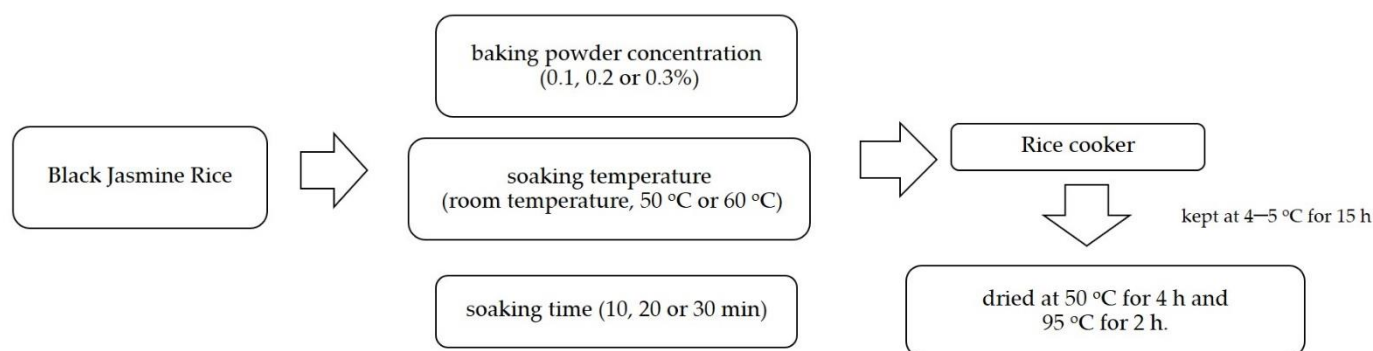 Black Jasmine Rice
baking powder concentration
(0.1, 0.2 or 0.3%)
soaking temperature
(room temperature, 50 °C or 60 °C)
soaking time (10, 20 or 30 min)
Rice cooker
kept at 4–5 °C for 15 h
dried at 50 °C for 4 h and
95 °C for 2 h.